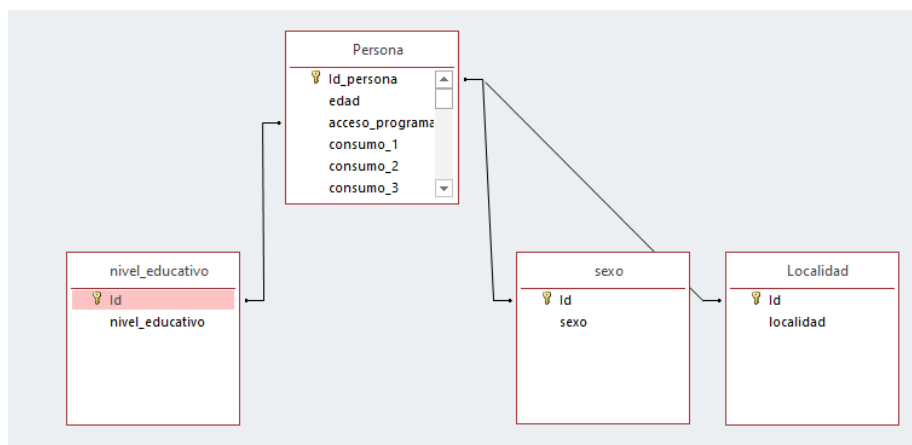 Persona
Id_persona
edad
acceso_programa
consumo_1
consumo_2
consumo_3
nivel_educativo
Id
nivel_educativo
sexo
Id
sexo
Localidad
Id
localidad